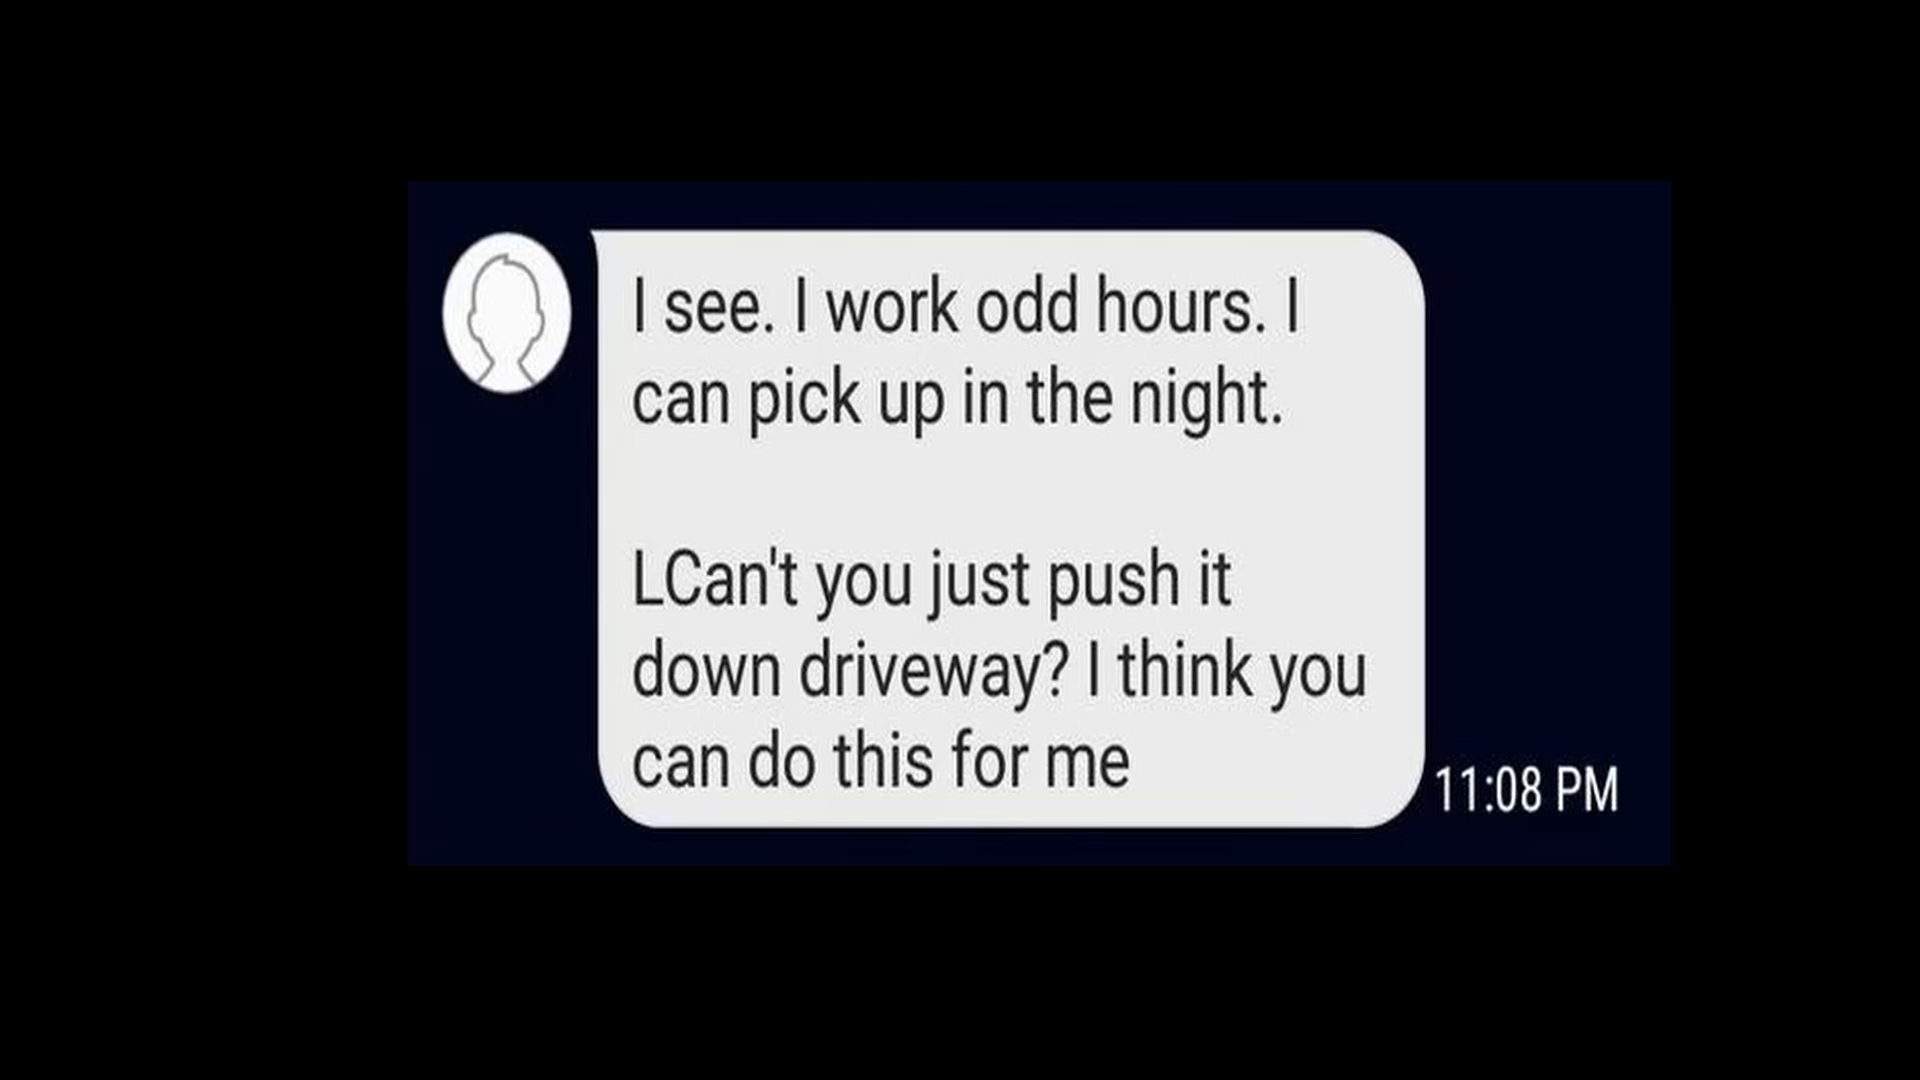 I see. I work odd hours. I
can pick up in the night.
LCan't you just push it
down driveway? I think you
can do this for me
11:08 PM